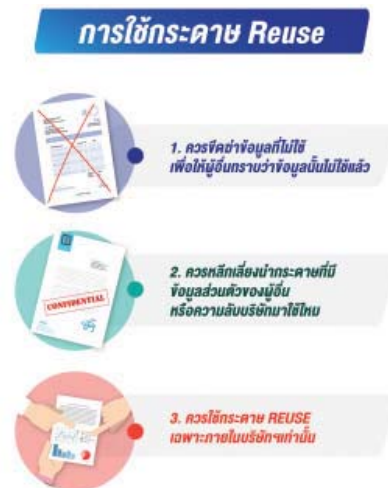 การใช้กระดาษ Reuse
1. ควรขีดฆ่าข้อมูลที่ไม่ใช้
เพื่อให้ผู้อื่นทราบว่าข้อมูลนั้นไม่ใช้แล้ว
2. ควรหลีกเลี่ยงนำกระดาษที่มี
ข้อมูลส่วนตัวของผู้อื่น
หรือความลับบริษัทมาใช้ใหม่
CONFIDENTIAL
3. ควรใช้กระดาษ REUSE
เฉพาะภายในบริษัทฯเท่านั้น